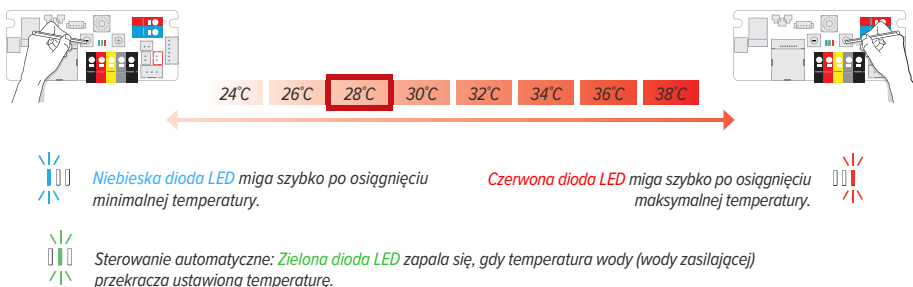 24°C 26°C 28°C 30°C 32°C 34°C 36°C 38°C
Niebieska dioda LED miga szybko po osiągnięciu
minimalnej temperatury.
Czerwona dioda LED miga szybko po osiągnięciu
maksymalnej temperatury.
Sterowanie automatyczne: Zielona dioda LED zapala się, gdy temperatura wody (wody zasilającej)
przekracza ustawioną temperaturę.